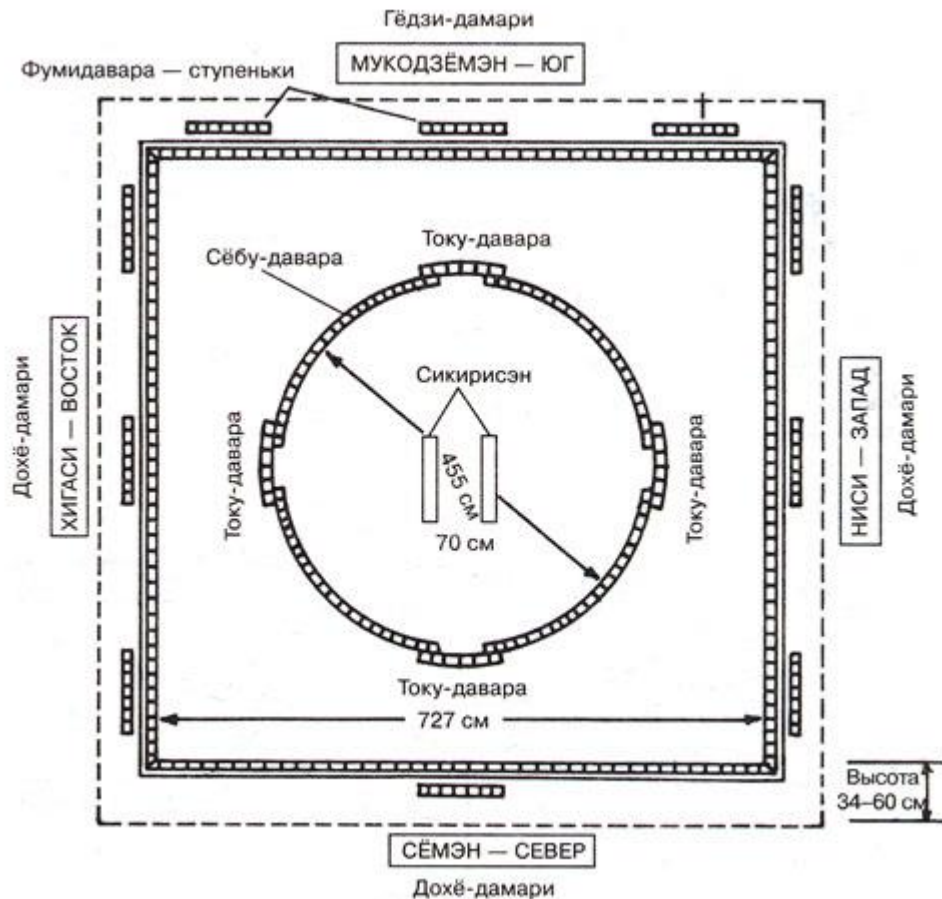 Гёдзи-дамари
МУКОДЗЁМЭН — ЮГ
Фумидавара — ступеньки
Току-давара
Сёбу-давара
Сикирисэн
455 см
70 см
Току-давара
Току-давара
Дохё-дамари
ХИГАСИ — ВОСТОК
НИСИ — ЗАПАД
Дохё-дамари
Току-давара
727 см
Высота
34–60 см
СЁМЭН — СЕВЕР
Дохё-дамари